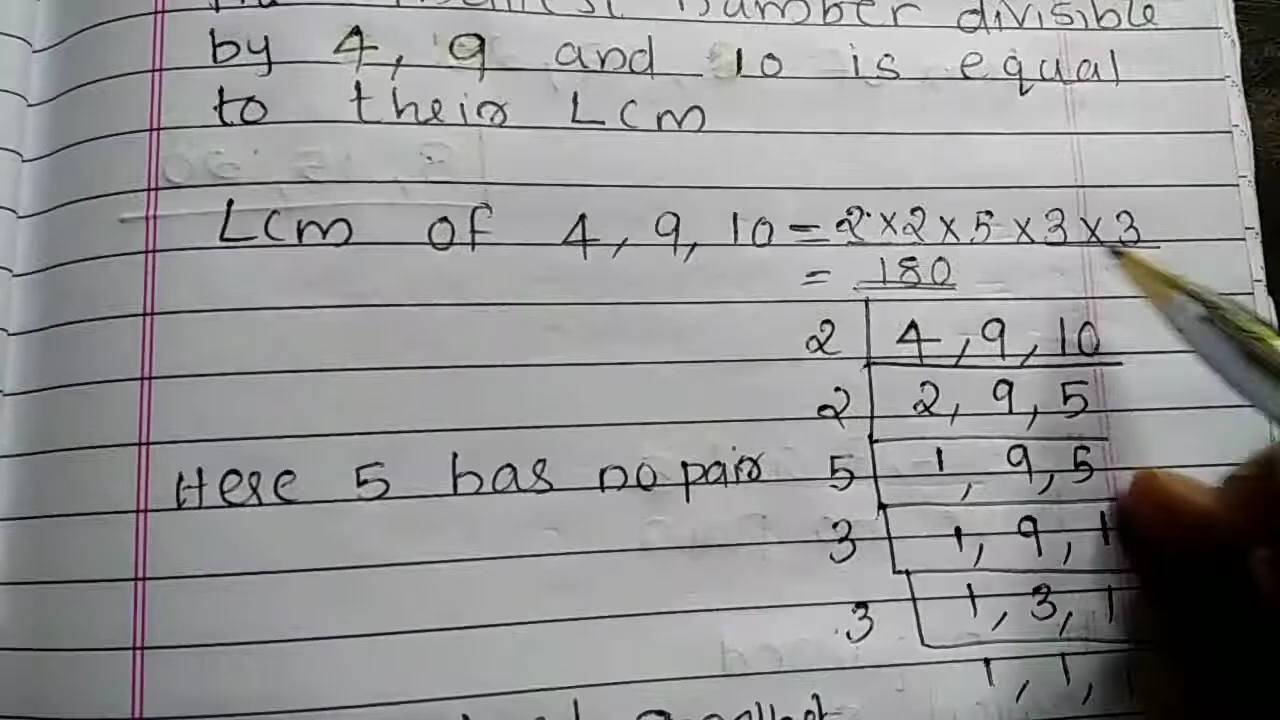 number divisible
by 4, 9 and 10 is equal
to their LCM
LCM of 4, 9, 10 = 2×2×5×3×3
= 180
2 | 4, 9, 10
2 | 2, 9, 5
Here 5 has no pair 5 | 1, 9, 5
3 | 1, 9, 1
3 | 1, 3, 1
1, 1,